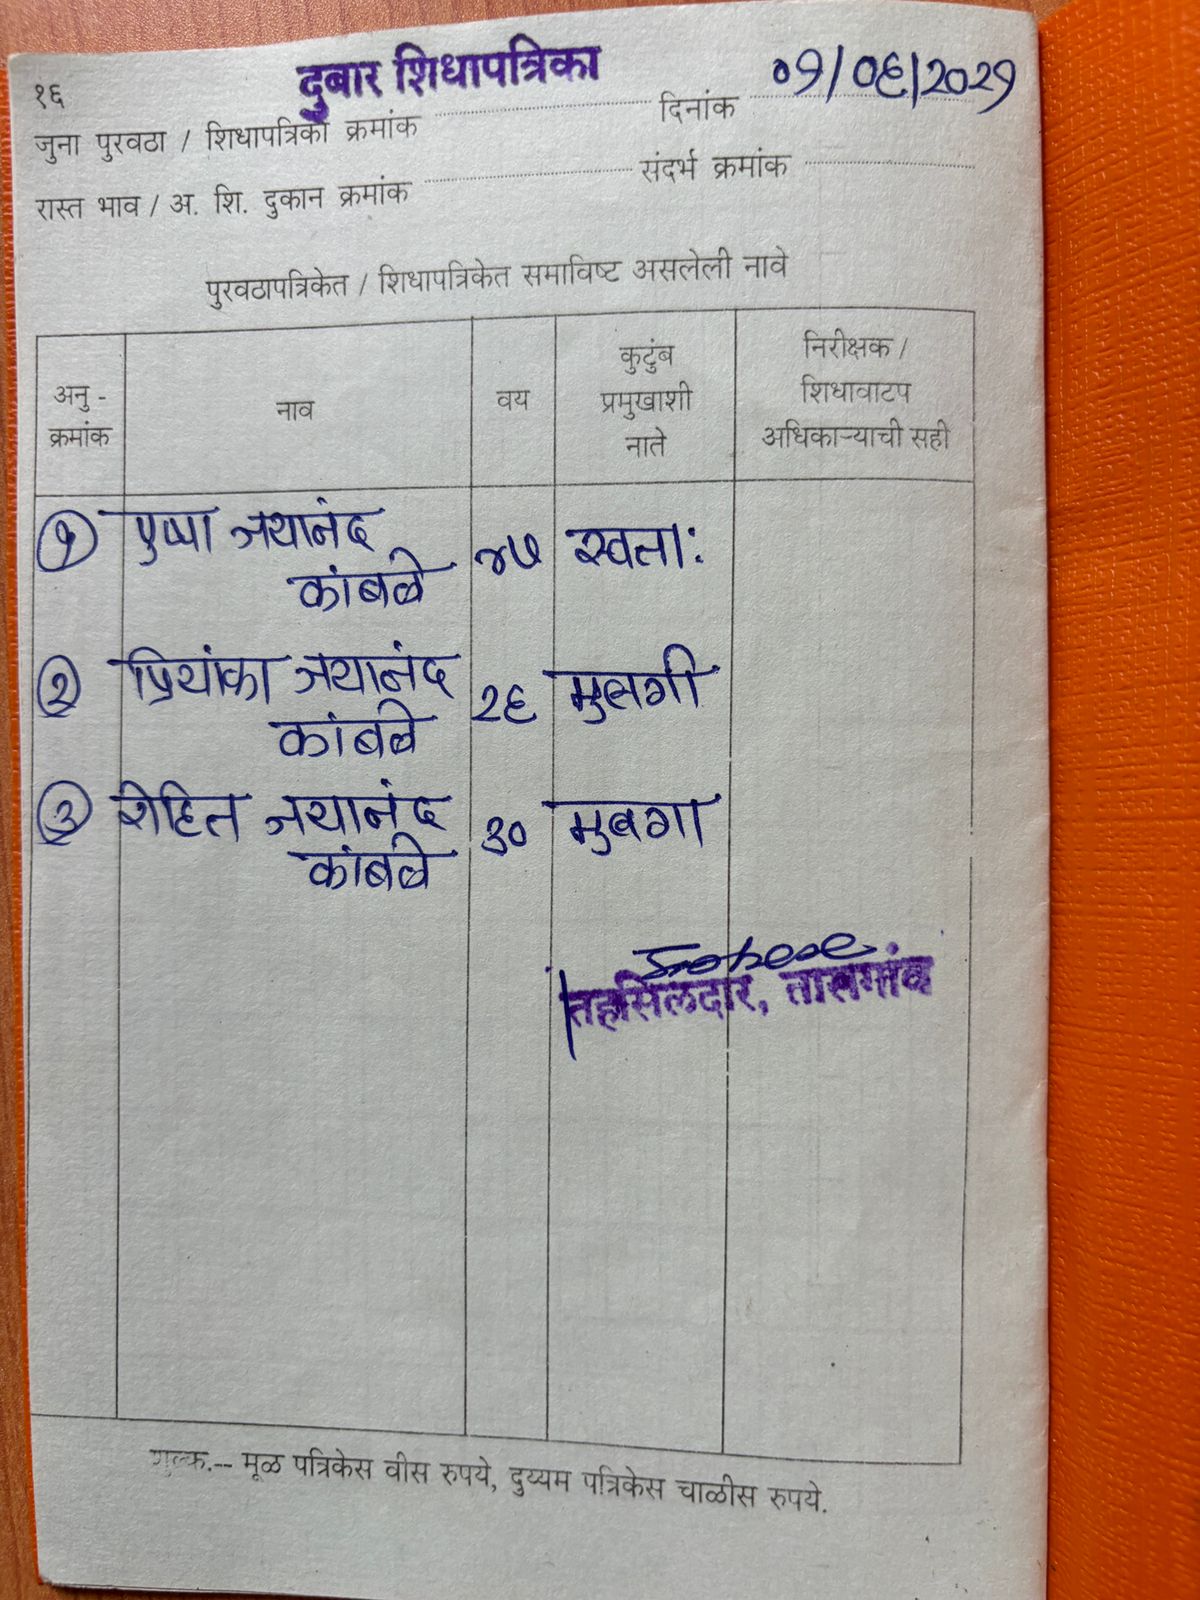 १६
दुबार शिधापत्रिका
०१/०६/२०२१
जुना पुरवठा / शिधापत्रिका क्रमांक
दिनांक
रास्त भाव / अ. शि. दुकान क्रमांक
संदर्भ क्रमांक
पुरवठापत्रिकेत / शिधापत्रिकेत समाविष्ट असलेली नावे
अनु - क्रमांक
नाव
वय
कुटुंब प्रमुखाशी नाते
निरीक्षक / शिधावाटप अधिकाऱ्याची सही
१ पुष्पा जयानंद कांबळे ४७ स्वता:
२ प्रियांका जयानंद कांबळे २६ मुलगी
३ रोहित जयानंद कांबळे ३० मुलगा
तहसिलदार, तासगांव
शुल्क.-- मूळ पत्रिकेस वीस रुपये, दुय्यम पत्रिकेस चाळीस रुपये.